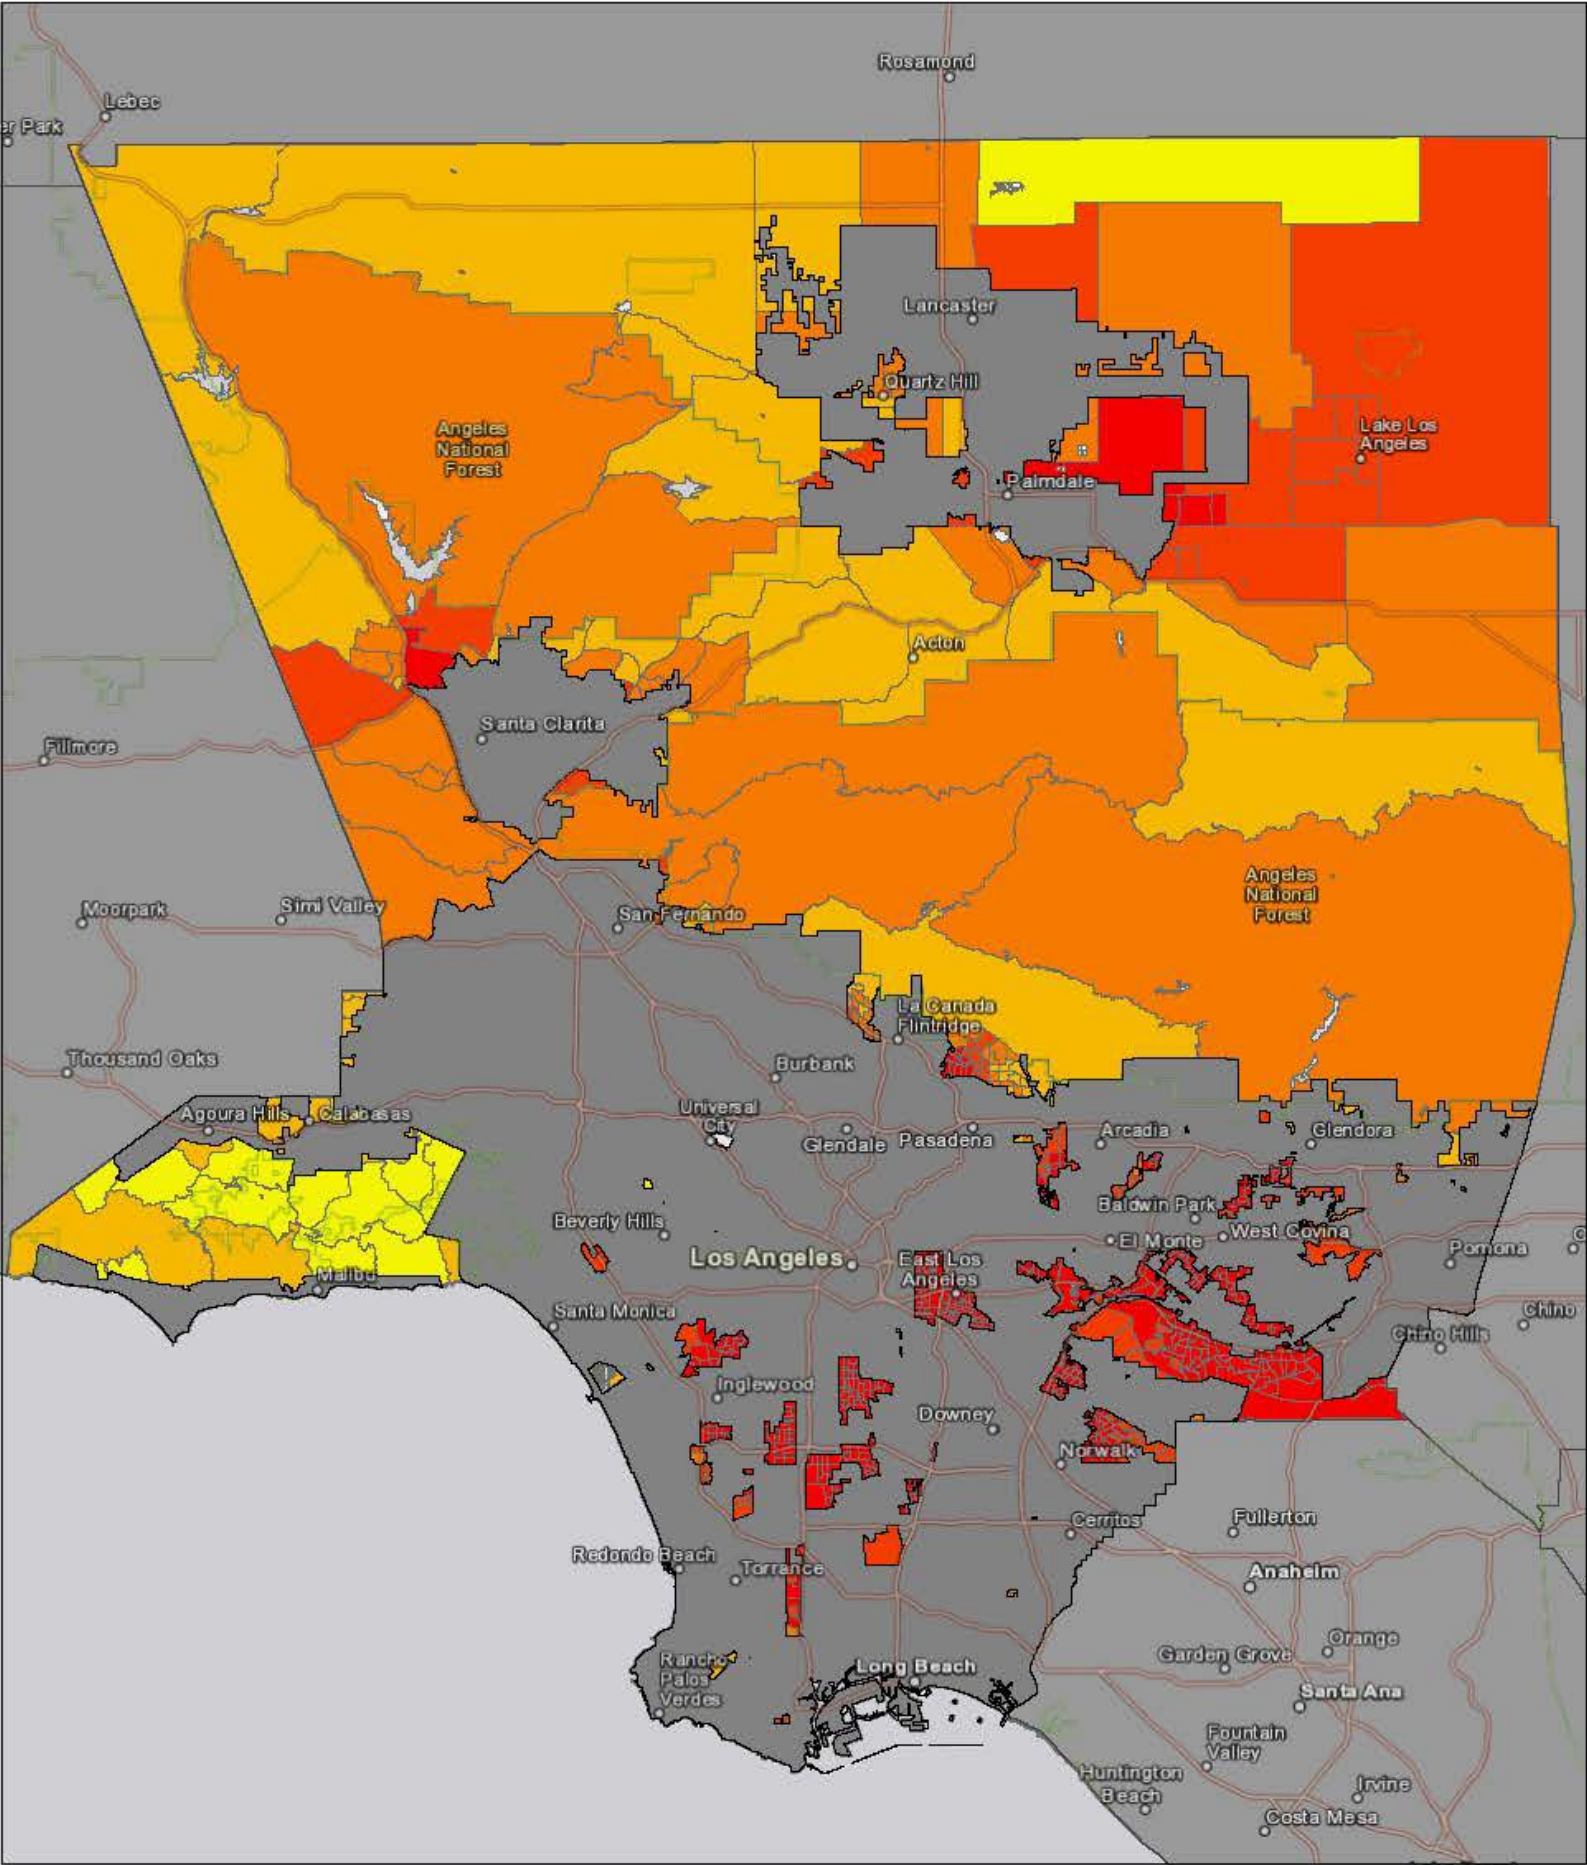 Rosamond
Lebec
er Park
Lancaster
Quartz Hill
Angeles
National
Forest
Lake Los
Angeles
Palmdale
Acton
Santa Clarita
Fillmore
Angeles
National
Forest
Moorpark
Simi Valley
San Fernando
La Canada
Flintridge
Thousand Oaks
Burbank
Agoura Hills
Calabasas
Universal
City
Glendale
Pasadena
Arcadia
Glendora
Baldwin Park
Beverly Hills
West Covina
El Monte
Pomona
Los Angeles
East Los
Angeles
Malibu
Santa Monica
Chino
Chino Hills
Inglewood
Downey
Norwalk
Cerritos
Fullerton
Redondo Beach
Torrance
Anaheim
Rancho
Palos
Verdes
Long Beach
Garden Grove
Orange
Santa Ana
Fountain
Valley
Huntington
Beach
Irvine
Costa Mesa